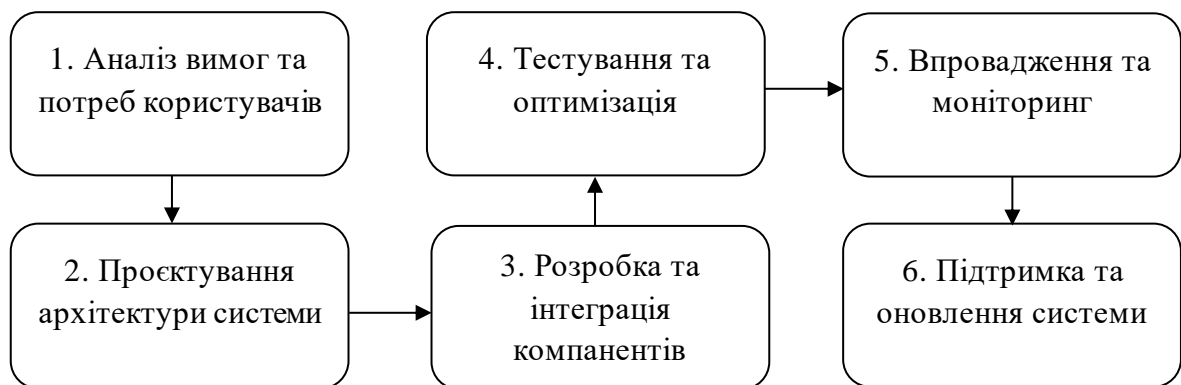 1. Аналіз вимог та
потреб користувачів
2. Проєктування
архітектури системи
3. Розробка та
інтеграція
компанентів
4. Тестування та
оптимізація
5. Впровадження та
моніторинг
6. Підтримка та
оновлення системи